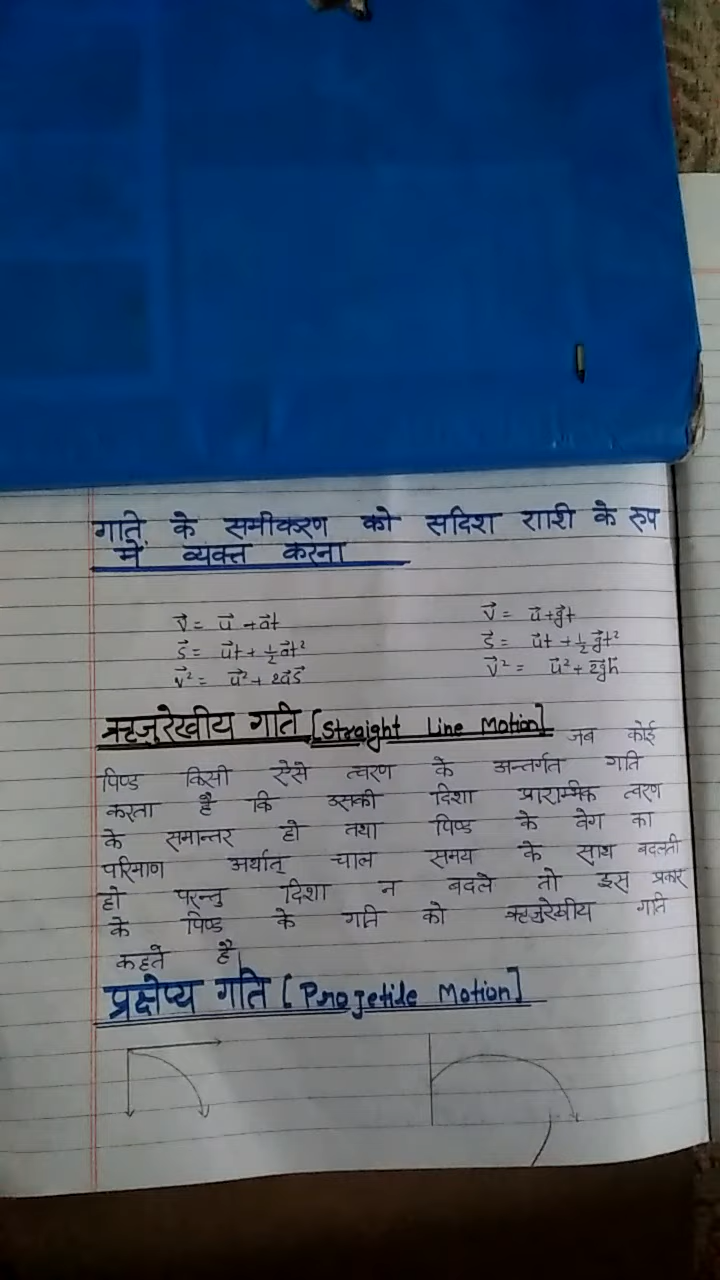 गति के समीकरण को सदिश राशी के रुप
में व्यक्त करना
v⃗ = u⃗ + a⃗t
v⃗ = u⃗ + g⃗t
s⃗ = u⃗t + ½ a⃗t²
s⃗ = u⃗t + ½ g⃗t²
v⃗² = u⃗² + 2a⃗s⃗
v⃗² = u⃗² + 2g⃗h⃗
ऋजुरेखीय गति [Straight Line Motion] जब कोई
पिण्ड किसी ऐसे त्वरण के अन्तर्गत गति
करता है कि उसकी दिशा प्रारम्भिक त्वरण
के समान्तर हो तथा पिण्ड के वेग का
परिमाण अर्थात् चाल समय के साथ बदलती
हो परन्तु दिशा न बदले तो इस प्रकार
के पिण्ड के गति को ऋजुरेखीय गति
कहते है|
प्रक्षेप्य गति [Projetile Motion]